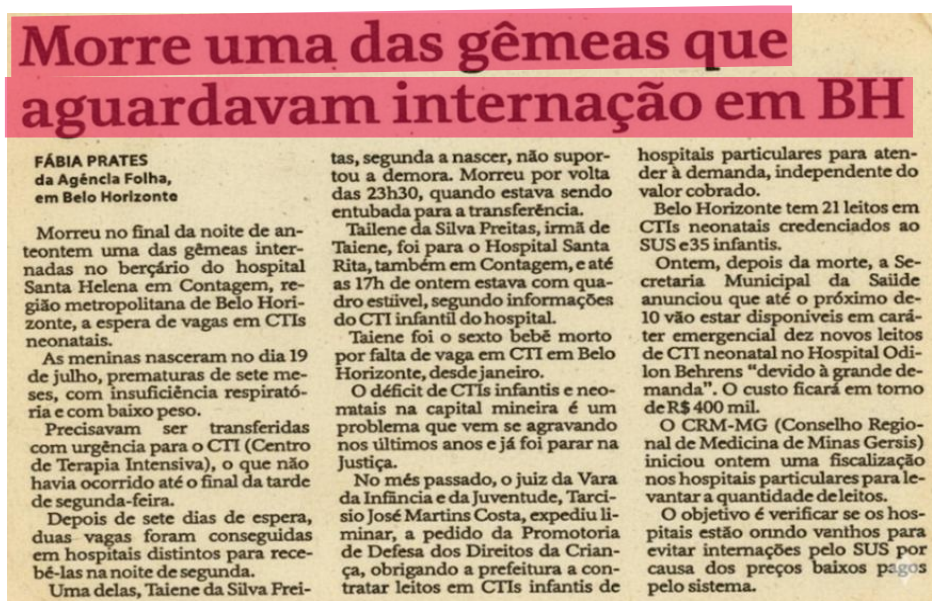 Morre uma das gêmeas que
aguardavam internação em BH
FÁBIA PRATES
da Agência Folha,
em Belo Horizonte
Morreu no final da noite de an-
teontem uma das gêmeas inter-
nadas no berçário do hospital
Santa Helena em Contagem, re-
gião metropolitana de Belo Hori-
zonte, a espera de vagas em CTIs
neonatais.
As meninas nasceram no dia 19
de julho, prematuras de sete me-
ses, com insuficiência respirató-
ria e com baixo peso.
Precisavam ser transferidas
com urgência para o CTI (Centro
de Terapia Intensiva), o que não
havia ocorrido até o final da tarde
de segunda-feira.
Depois de sete dias de espera,
duas vagas foram conseguidas
em hospitais distintos para rece-
bê-las na noite de segunda.
Uma delas, Taiene da Silva Frei-
tas, segunda a nascer, não supor-
tou a demora. Morreu por volta
das 23h30, quando estava sendo
entubada para a transferência.
Tailene da Silva Freitas, irmã de
Taiene, foi para o Hospital Santa
Rita, também em Contagem, e até
as 17h de ontem estava com qua-
dro estüvel, segundo informações
do CTI infantil do hospital.
Taiene foi o sexto bebê morto
por falta de vaga em CTI em Belo
Horizonte, desde janeiro.
O déficit de CTIs infantis e neo-
matais na capital mineira é um
problema que vem se agravando
nos últimos anos e já foi parar na
Justiça.
No mês passado, o juiz da Vara
da Infância e da Juventude, Tarcí-
sio José Martins Costa, expediu li-
minar, a pedido da Promotoria
de Defesa dos Direitos da Crian-
ça, obrigando a prefeitura a con-
tratar leitos em CTIs infantis de
hospitais particulares para aten-
der à demanda, independente do
valor cobrado.
Belo Horizonte tem 21 leitos em
CTIs neonatais credenciados ao
SUS e 35 infantis.
Ontem, depois da morte, a Se-
cretaria Municipal da Saüde
anunciou que até o próximo de-
10 vão estar disponiveis em cará-
ter emergencial dez novos leitos
de CTI neonatal no Hospital Odi-
lon Behrens "devido à grande de-
manda". O custo ficará em torno
de R$ 400 mil.
O CRM-MG (Conselho Regio-
nal de Medicina de Minas Gersis)
iniciou ontem uma fiscalização
nos hospitais particulares para le-
vantar a quantidade de leitos.
O objetivo é verificar se os hos-
pitais estão orındo vanthos para
evitar internações pelo SUS por
causa dos preços baixos pagos
pelo sistema.